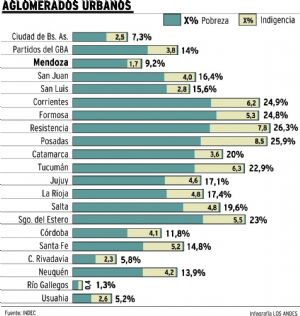 AGLOMERADOS URBANOS
X% Pobreza X% Indigencia
Ciudad de Bs. As. 2,5 7,3%
Partidos del GBA 3,8 14%
Mendoza 1,7 9,2%
San Juan 4,0 16,4%
San Luis 2,8 15,6%
Corrientes 6,2 24,9%
Formosa 5,3 24,8%
Resistencia 7,8 26,3%
Posadas 8,5 25,9%
Catamarca 3,6 20%
Tucumán 6,3 22,9%
Jujuy 4,6 17,1%
La Rioja 4,8 17,4%
Salta 4,8 19,6%
Sgo. del Estero 5,5 23%
Córdoba 4,1 11,8%
Santa Fe 5,2 14,8%
C. Rivadavia 2,3 5,8%
Neuquén 4,2 13,9%
Río Gallegos 1,3%
Usuahia 2,6 5,2%
Fuente: INDEC Infografía LOS ANDES